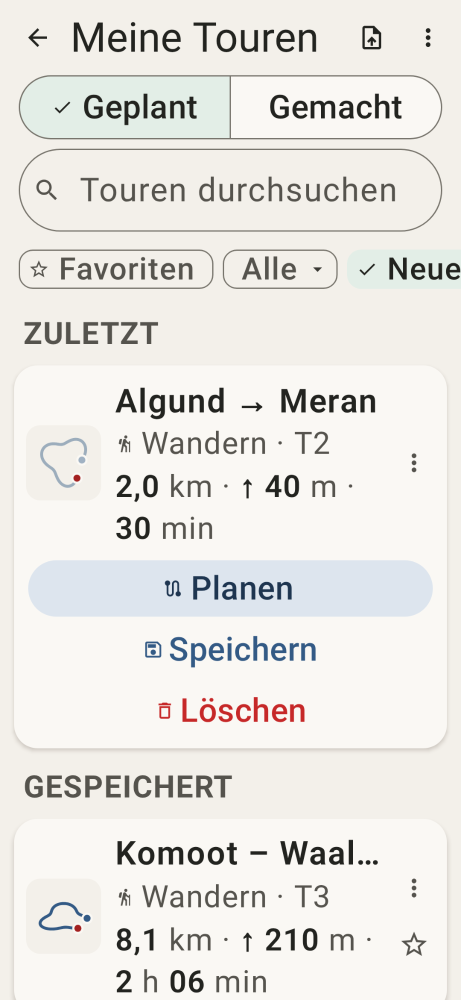 Meine Touren
Geplant
Gemacht
Touren durchsuchen
Favoriten
Alle
Neue
ZULETZT
Algund → Meran
Wandern · T2
2,0 km · ↑ 40 m ·
30 min
Planen
Speichern
Löschen
GESPEICHERT
Komoot – Waal...
Wandern · T3
8,1 km · ↑ 210 m ·
2 h 06 min